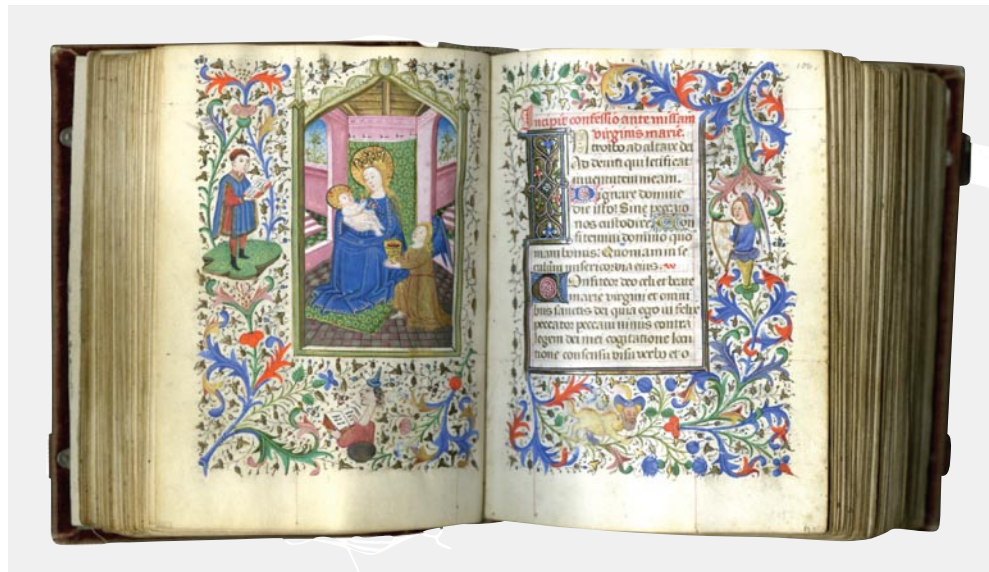 Incipit confessio ante missam
virginis marie.
Introibo ad altare dei
Ad deum qui letificat
iuuentutem meam.
Dignare domine
die isto: Sine peccato
nos custodire. Con
fitemini domino quo
niam bonus: Quoniam in se
culum misericordia eius.
Confiteor deo celi et beate
marie virgini et omni
bus sanctis dei quia ego infelix
peccator peccaui nimis contra
legem dei mei cogitatione locu
tione consensu visu verbo et o